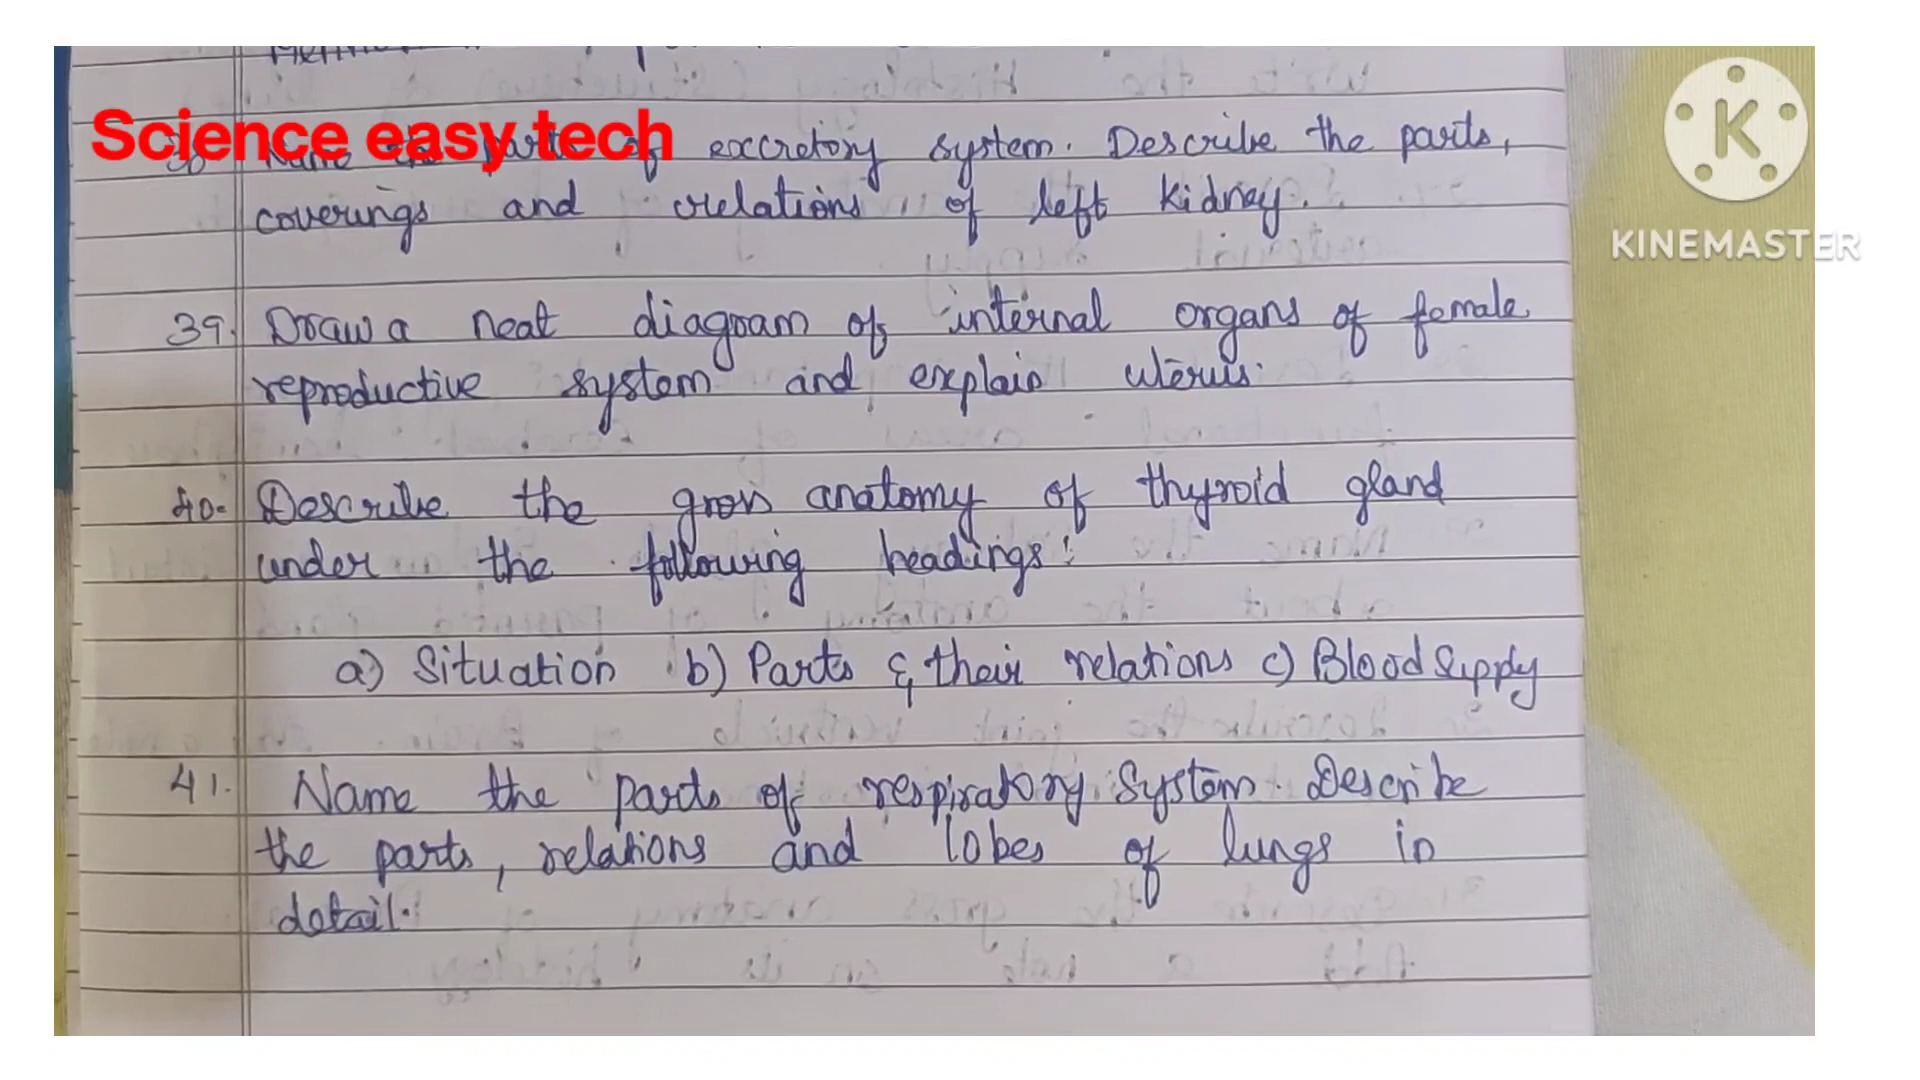 Science easy tech
excretory system. Describe the parts,
coverings and relations of left kidney.
39. Draw a neat diagram of internal organs of female
reproductive system and explain uterus.
40. Describe the gross anatomy of thyroid gland
under the following headings:
a) Situation b) Parts & their relations c) Blood Supply
41. Name the parts of respiratory System. Describe
the parts, relations and lobes of lungs in
detail.
K
KINEMASTER